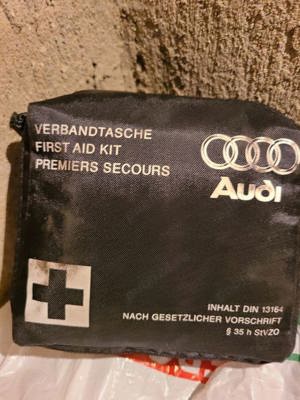 VERBANDTASCHE
FIRST AID KIT
PREMIERS SECOURS
Audi
INHALT DIN 13164
NACH GESETZLICHER VORSCHRIFT
§ 35 h StVZO